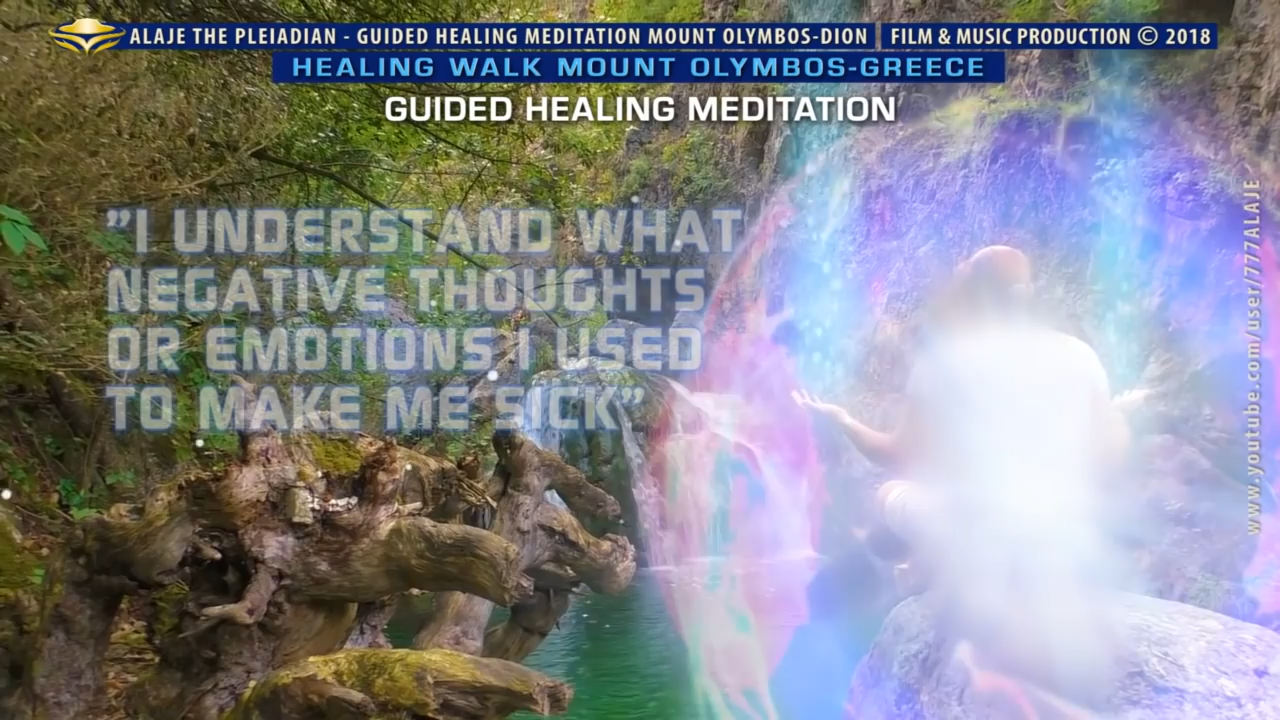 ALAJE THE PLEIADIAN - GUIDED HEALING MEDITATION MOUNT OLYMBOS-DION | FILM & MUSIC PRODUCTION © 2018
HEALING WALK MOUNT OLYMBOS-GREECE
GUIDED HEALING MEDITATION
"I UNDERSTAND WHAT
NEGATIVE THOUGHTS
OR EMOTIONS I USED
TO MAKE ME SICK"
www.youtube.com/user/777ALAJE